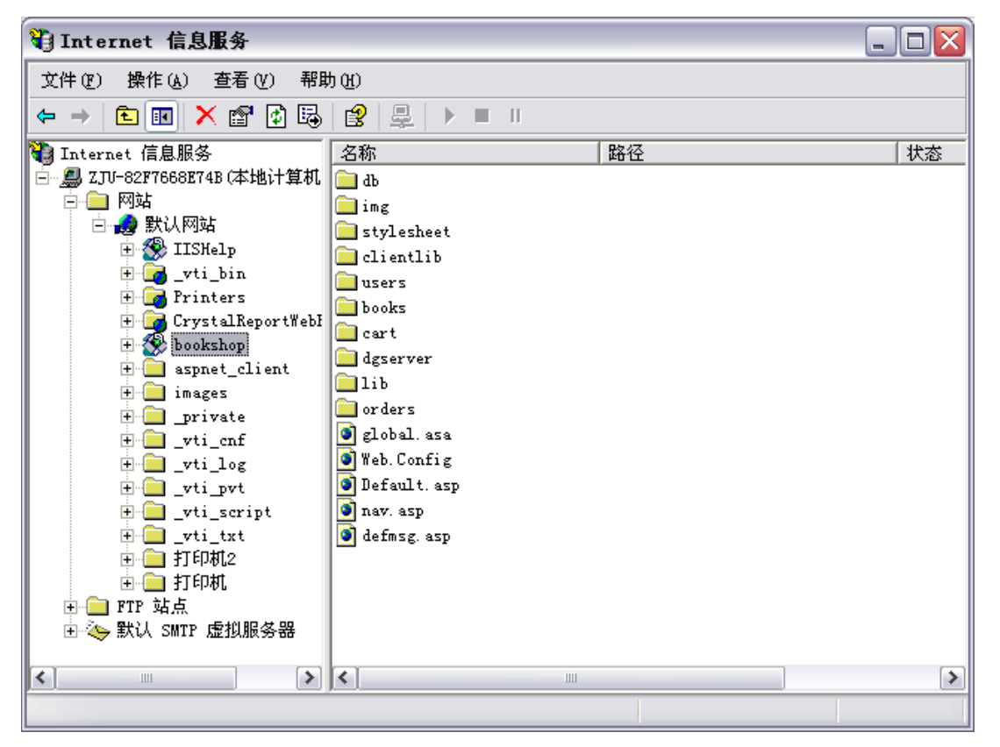 Internet 信息服务
文件(F) 操作(A) 查看(V) 帮助(H)
Internet 信息服务
ZJU-82F7668E74B(本地计算机
网站
默认网站
IISHelp
_vti_bin
Printers
CrystalReportWeb
bookshop
aspnet_client
images
_private
_vti_cnf
_vti_log
_vti_pvt
_vti_script
_vti_txt
打印机2
打印机
FTP 站点
默认 SMTP 虚拟服务器
名称 路径 状态
db
img
stylesheet
clientlib
users
books
cart
dgserver
lib
orders
global.asa
Web.Config
Default.asp
nav.asp
defmsg.asp